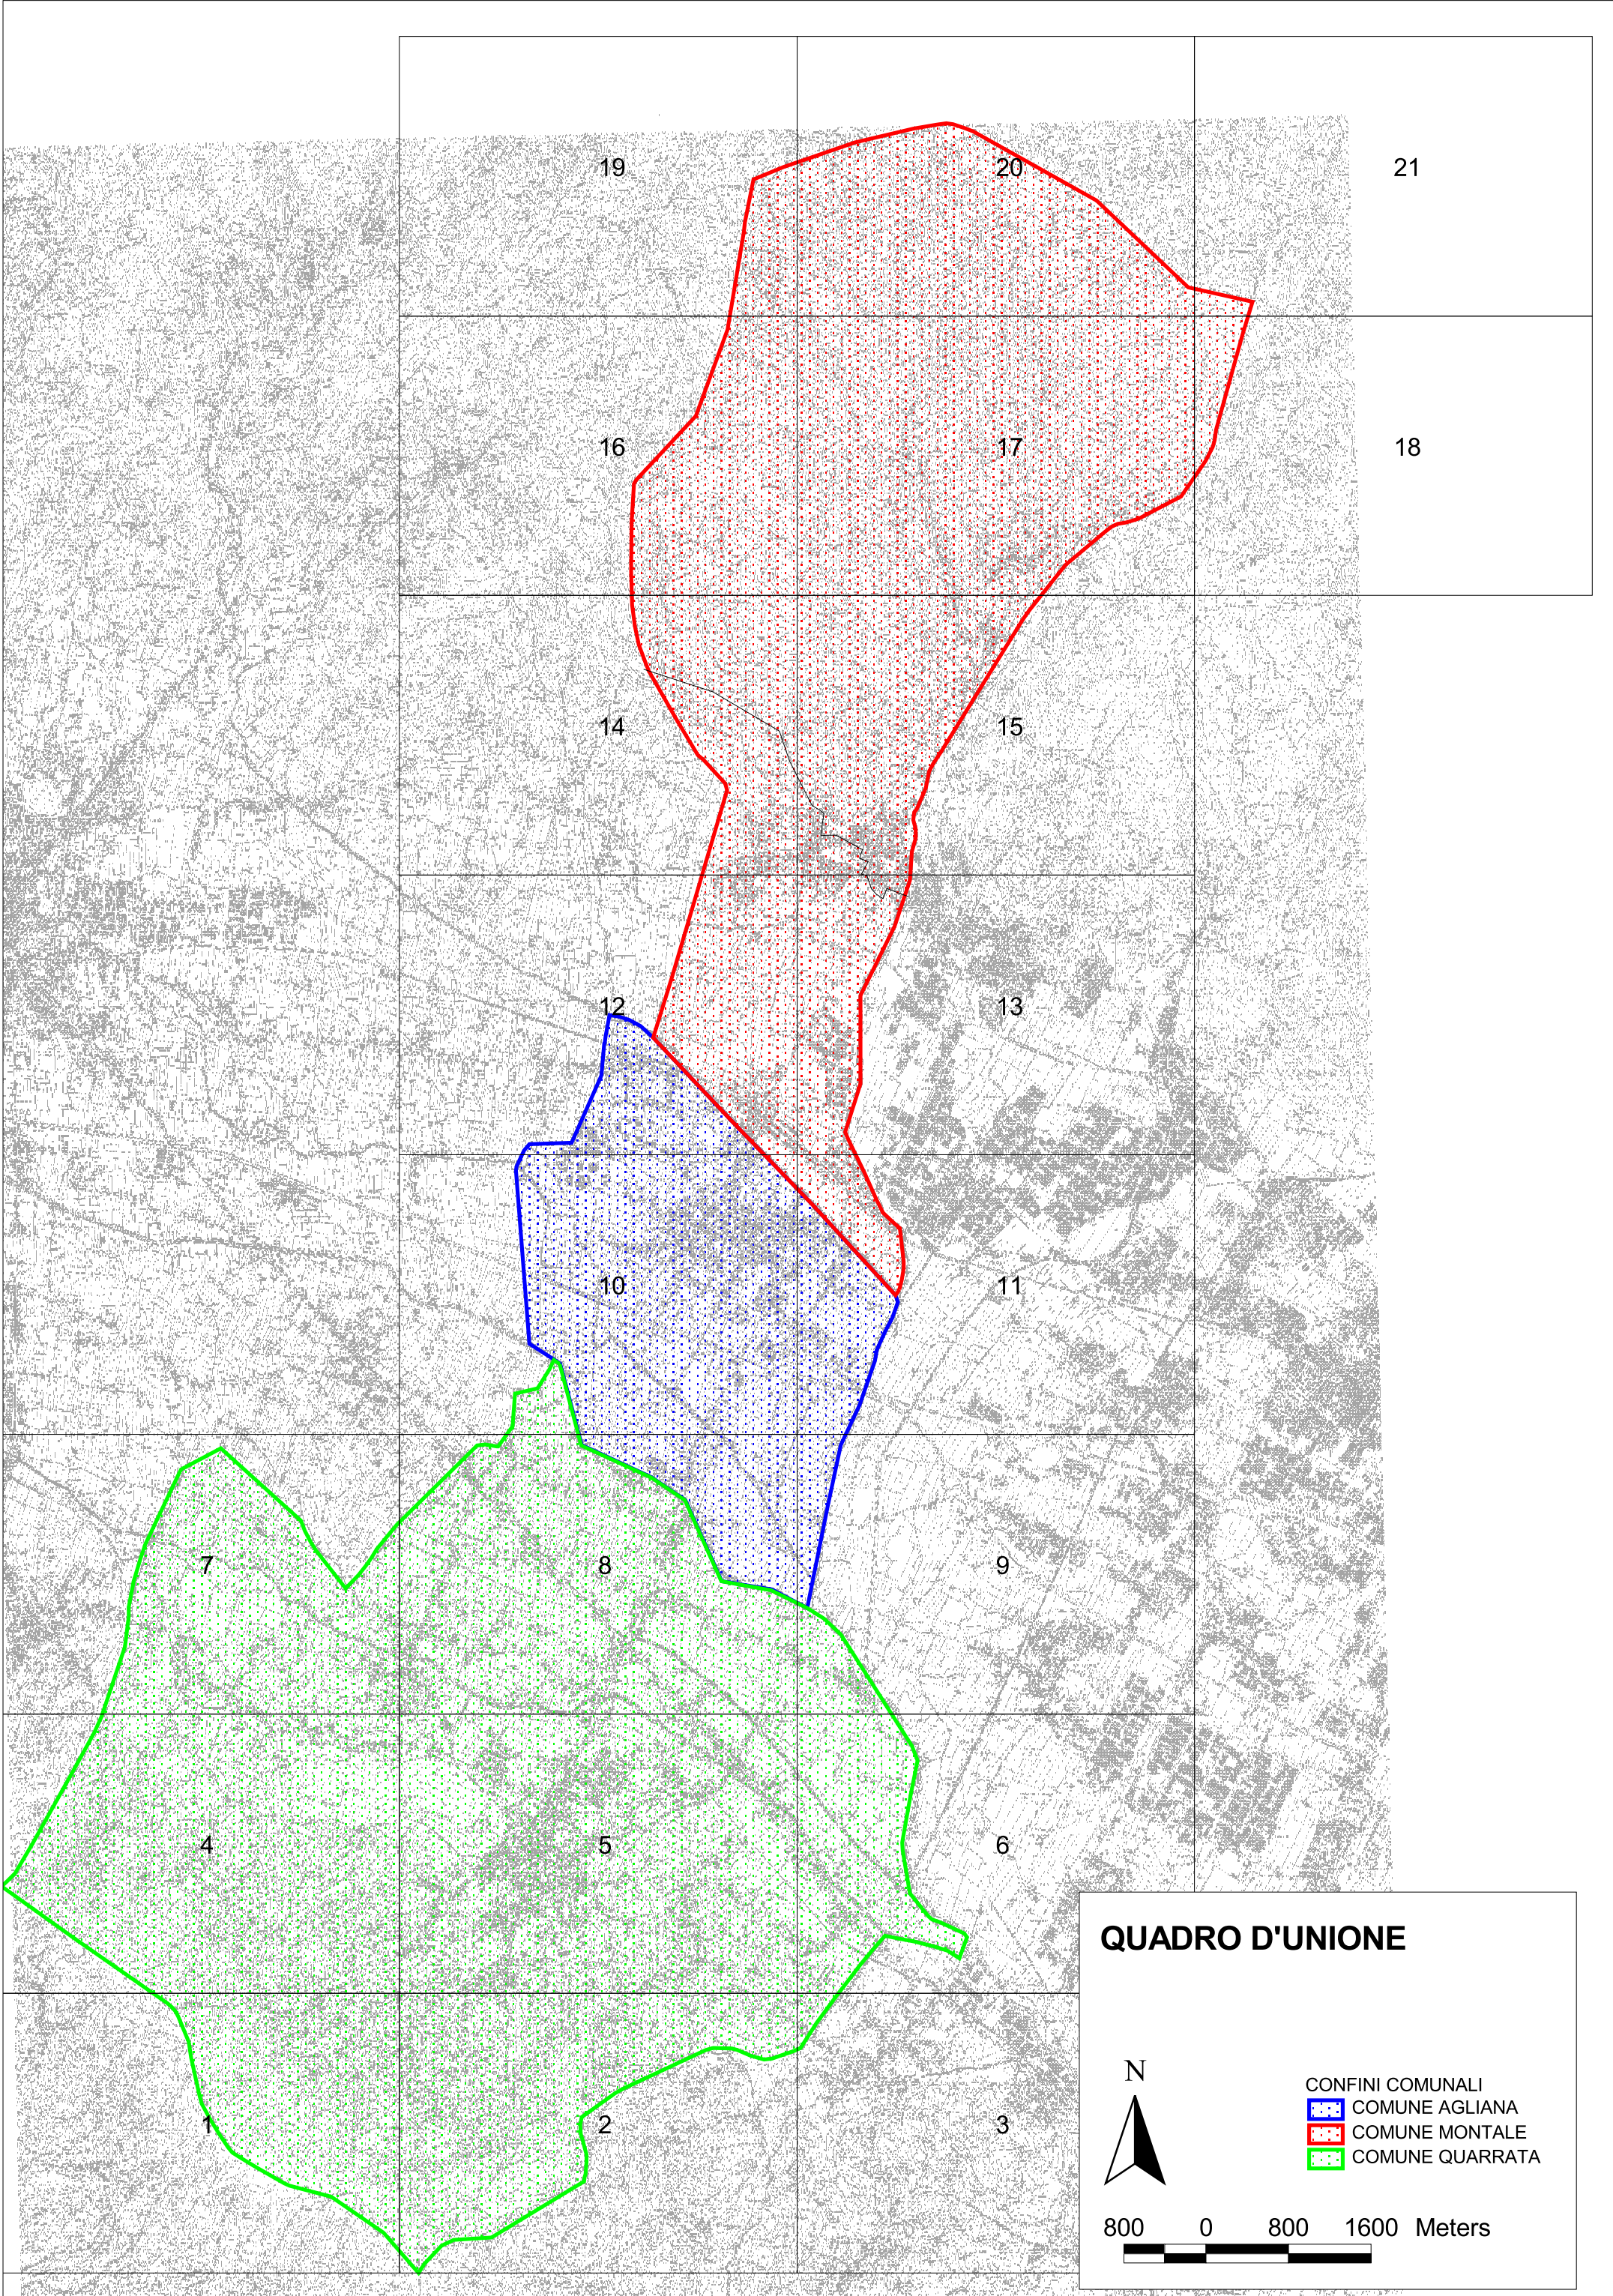 19 20 21
16 17 18
14 15
12 13
10 11
7 8 9
4 5 6
QUADRO D'UNIONE
N
CONFINI COMUNALI
COMUNE AGLIANA
COMUNE MONTALE
COMUNE QUARRATA
1 2 3
800 0 800 1600 Meters